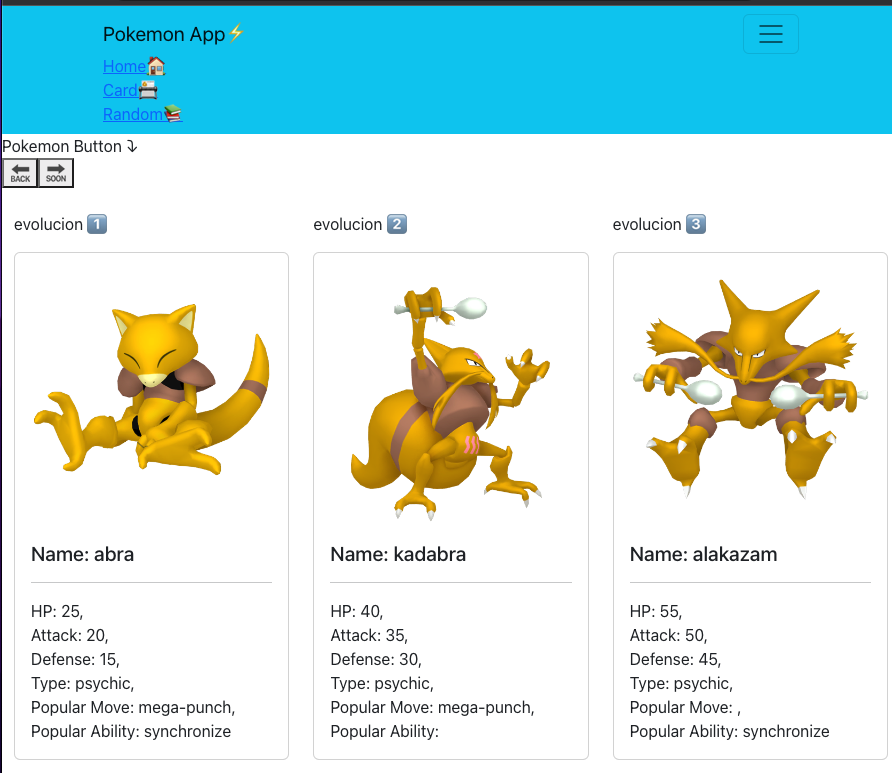 Pokemon App⚡
Home🏠
Card📇
Random📚
Pokemon Button ⤵
BACK SOON
evolucion 1️⃣ evolucion 2️⃣ evolucion 3️⃣
Name: abra
HP: 25,
Attack: 20,
Defense: 15,
Type: psychic,
Popular Move: mega-punch,
Popular Ability: synchronize
Name: kadabra
HP: 40,
Attack: 35,
Defense: 30,
Type: psychic,
Popular Move: mega-punch,
Popular Ability:
Name: alakazam
HP: 55,
Attack: 50,
Defense: 45,
Type: psychic,
Popular Move: ,
Popular Ability: synchronize